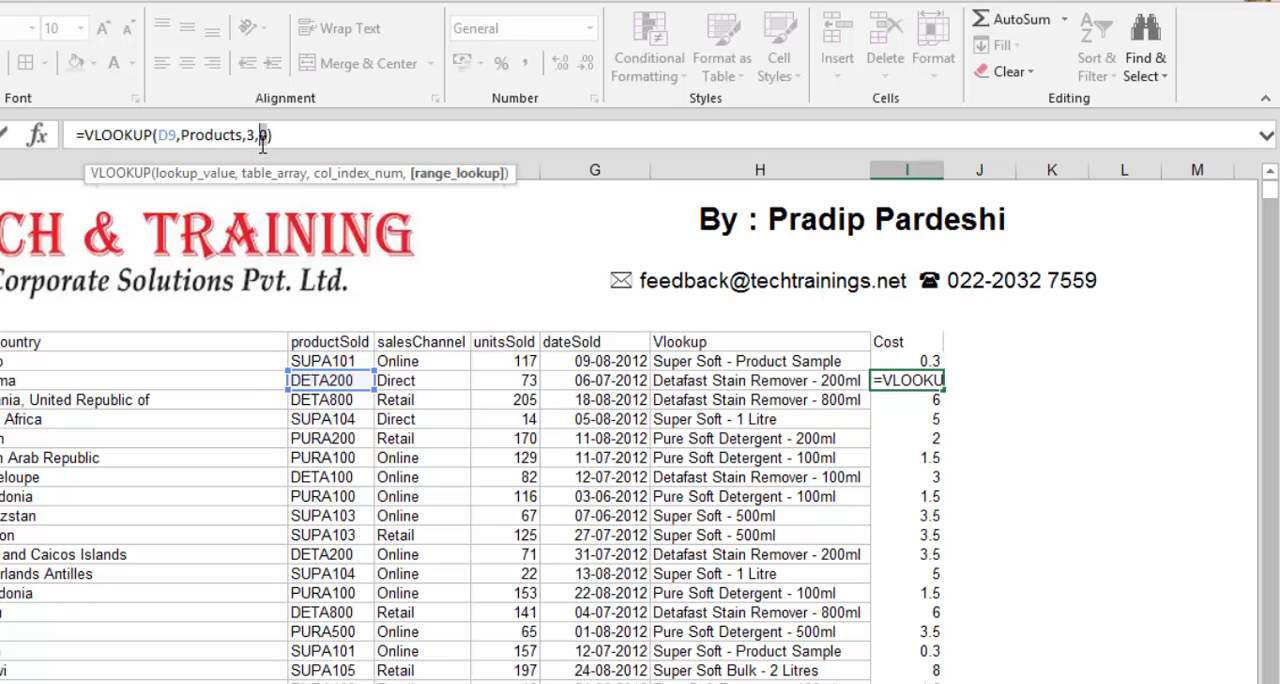 10 A A Wrap Text General Conditional Formatting Format as Table Cell Styles Insert Delete Format AutoSum Fill Clear Sort & Filter Find & Select
Merge & Center % ,
Font Alignment Number Styles Cells Editing
fx =VLOOKUP(D9,Products,3,0)
VLOOKUP(lookup_value, table_array, col_index_num, [range_lookup])
G H I J K L M
CH & TRAINING
Corporate Solutions Pvt. Ltd.
By : Pradip Pardeshi
feedback@techtrainings.net 022-2032 7559
ountry productSold salesChannel unitsSold dateSold Vlookup Cost
o SUPA101 Online 117 09-08-2012 Super Soft - Product Sample 0.3
ma DETA200 Direct 73 06-07-2012 Detafast Stain Remover - 200ml =VLOOKU
nia, United Republic of DETA800 Retail 205 18-08-2012 Detafast Stain Remover - 800ml 6
Africa SUPA104 Direct 14 05-08-2012 Super Soft - 1 Litre 5
n PURA200 Retail 170 11-08-2012 Pure Soft Detergent - 200ml 2
n Arab Republic PURA100 Online 129 11-07-2012 Pure Soft Detergent - 100ml 1.5
eloupe DETA100 Online 82 12-07-2012 Detafast Stain Remover - 100ml 3
donia PURA100 Online 116 03-06-2012 Pure Soft Detergent - 100ml 1.5
zstan SUPA103 Online 67 07-06-2012 Super Soft - 500ml 3.5
on SUPA103 Retail 125 27-07-2012 Super Soft - 500ml 3.5
and Caicos Islands DETA200 Online 71 31-07-2012 Detafast Stain Remover - 200ml 3.5
erlands Antilles SUPA104 Online 22 13-08-2012 Super Soft - 1 Litre 5
donia PURA100 Online 153 22-08-2012 Pure Soft Detergent - 100ml 1.5
DETA800 Retail 141 04-07-2012 Detafast Stain Remover - 800ml 6
PURA500 Online 65 01-08-2012 Pure Soft Detergent - 500ml 3.5
SUPA101 Online 157 12-07-2012 Super Soft - Product Sample 0.3
wi SUPA105 Retail 197 24-08-2012 Super Soft Bulk - 2 Litres 8